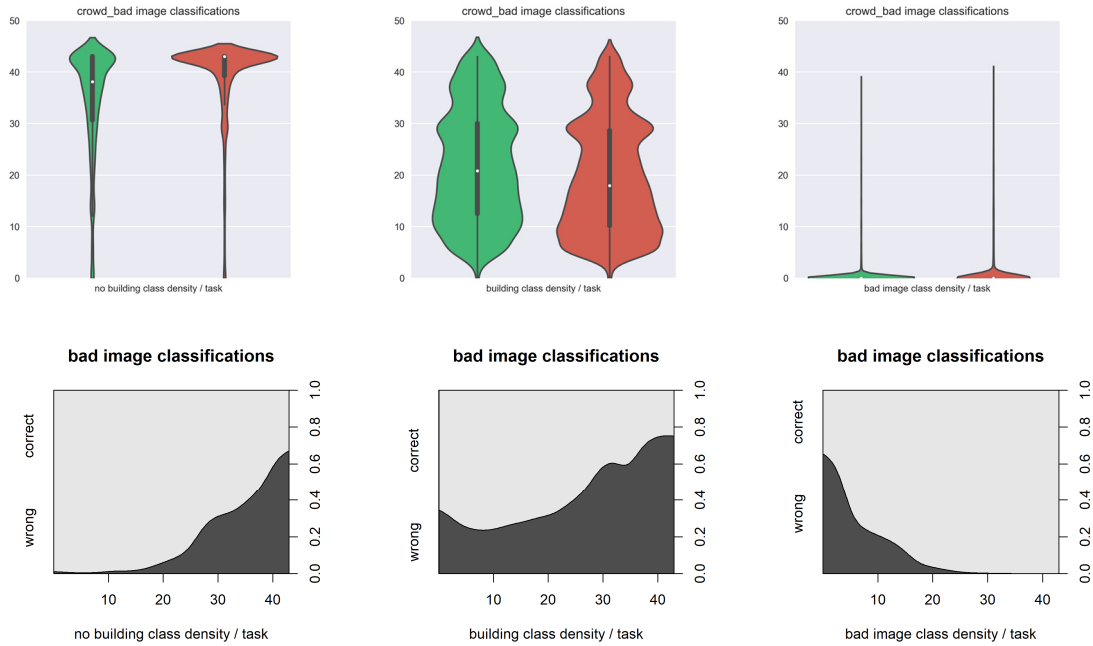 crowd_bad image classifications
50
40
30
20
10
0
no building class density / task
crowd_bad image classifications
50
40
30
20
10
0
building class density / task
crowd_bad image classifications
50
40
30
20
10
0
bad image class density / task
bad image classifications
correct
wrong
1.0
0.8
0.6
0.4
0.2
0.0
10 20 30 40
no building class density / task
bad image classifications
correct
wrong
1.0
0.8
0.6
0.4
0.2
0.0
10 20 30 40
building class density / task
bad image classifications
correct
wrong
1.0
0.8
0.6
0.4
0.2
0.0
10 20 30 40
bad image class density / task